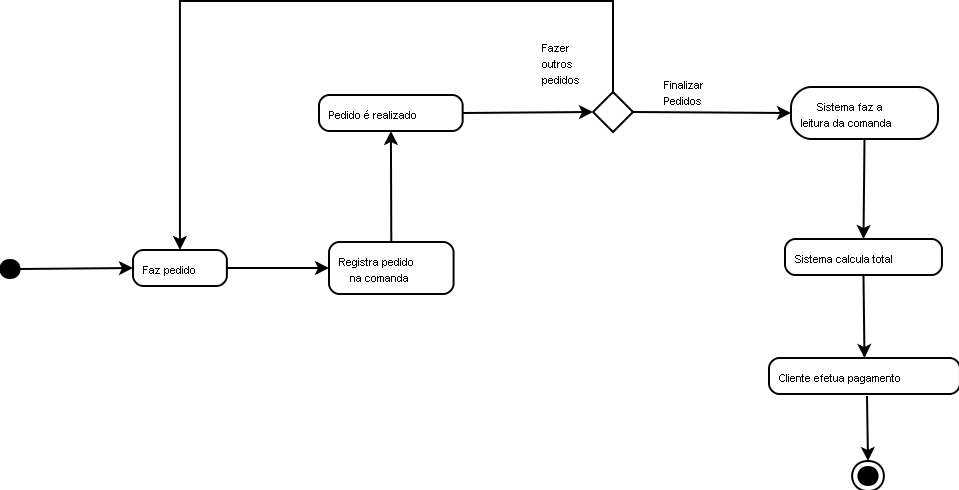 Fazer
outros
pedidos
Finalizar
Pedidos
Pedido é realizado
Sistema faz a
leitura da comanda
Faz pedido
Registra pedido
na comanda
Sistema calcula total
Cliente efetua pagamento